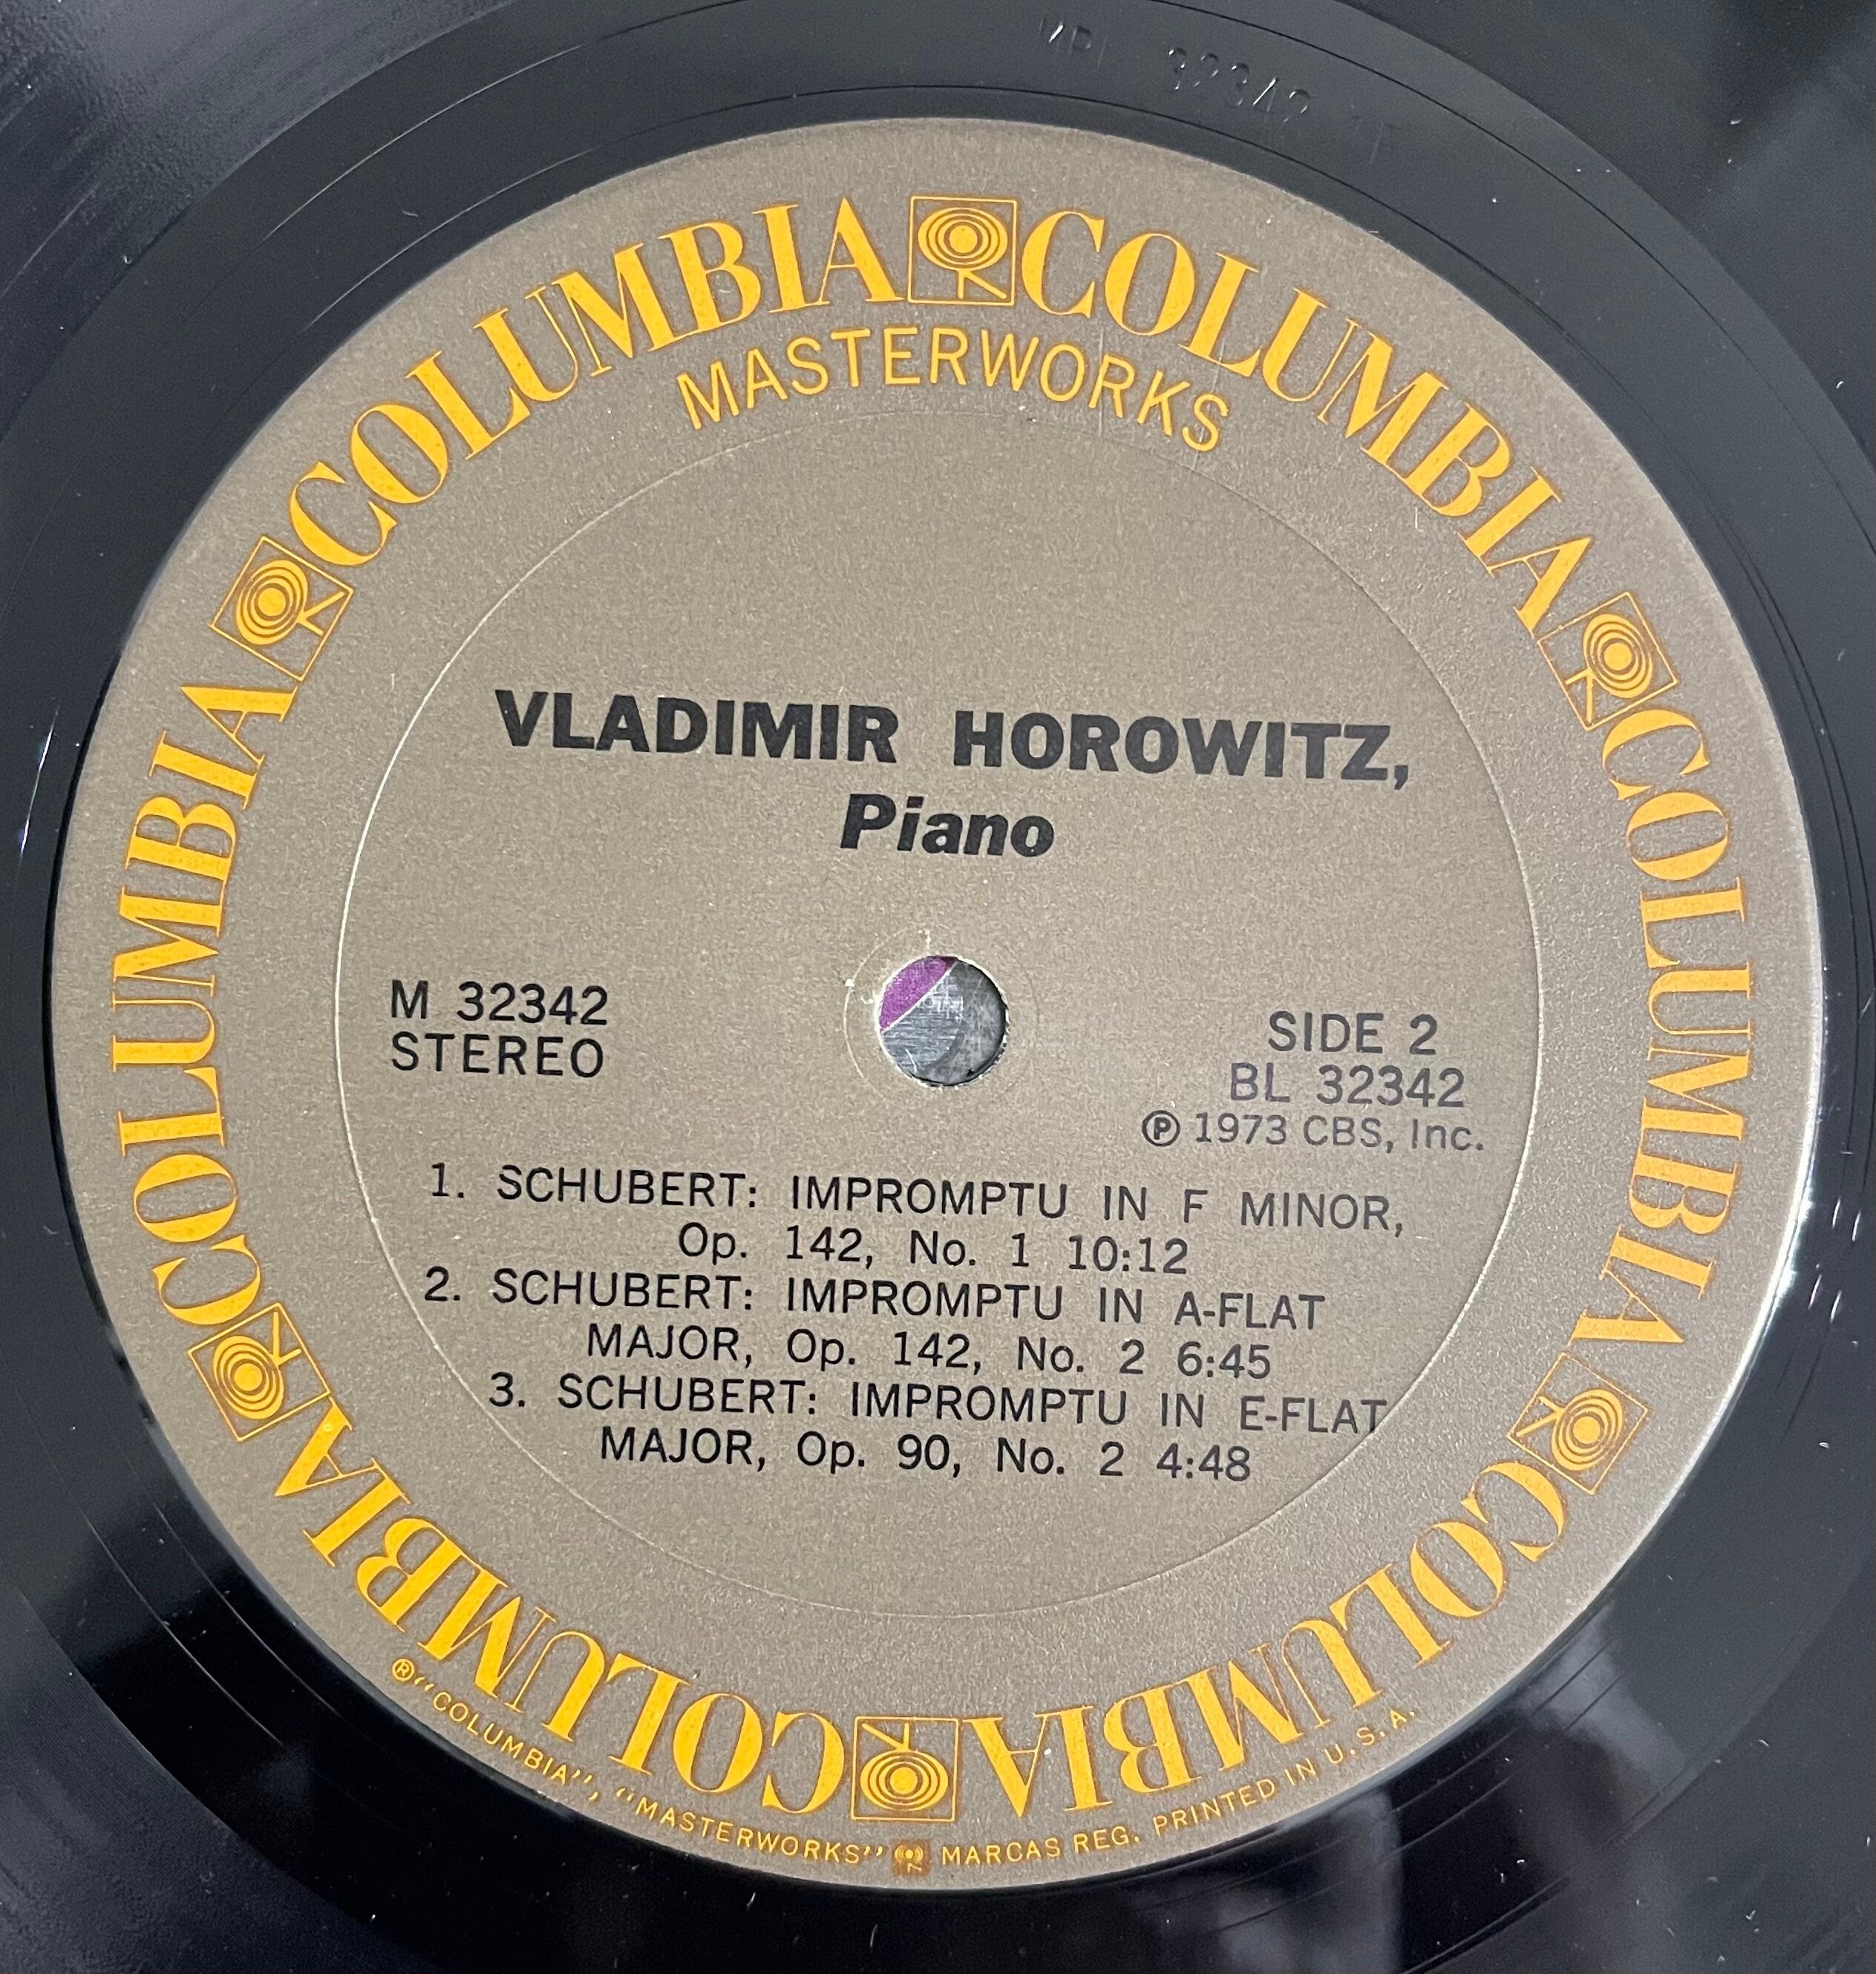 COLUMBIA COLUMBIA COLUMBIA COLUMBIA COLUMBIA COLUMBIA
MASTERWORKS
VLADIMIR HOROWITZ,
Piano
M 32342
STEREO
SIDE 2
BL 32342
Ⓟ 1973 CBS, Inc.
1. SCHUBERT: IMPROMPTU IN F MINOR,
Op. 142, No. 1 10:12
2. SCHUBERT: IMPROMPTU IN A-FLAT
MAJOR, Op. 142, No. 2 6:45
3. SCHUBERT: IMPROMPTU IN E-FLAT
MAJOR, Op. 90, No. 2 4:48
®"COLUMBIA", "MASTERWORKS" MARCAS REG. PRINTED IN U.S.A.